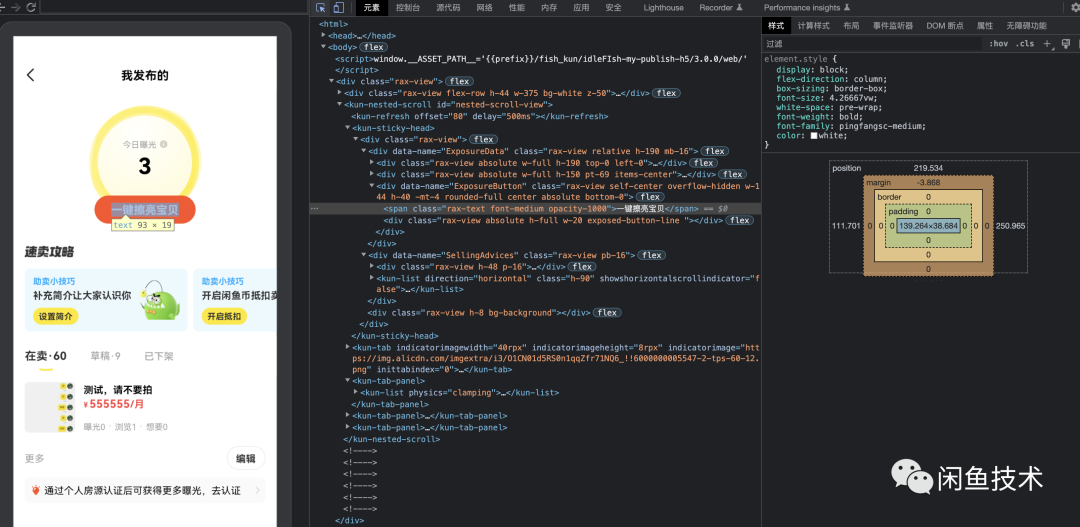 元素 控制台 源代码 网络 性能 内存 应用 安全 Lighthouse Recorder Performance insights
我发布的
今日曝光
3
一键擦亮宝贝
text 93 × 19
速卖攻略
助卖小技巧
补充简介让大家认识你
设置简介
助卖小技巧
开启闲鱼币抵扣卖
开启抵扣
在卖·60 草稿·9 已下架
测试，请不要拍
¥555555/月
曝光0 · 浏览1 · 想要0
更多 编辑
通过个人房源认证后可获得更多曝光，去认证
<html>
<head>…</head>
<body> flex
<script>window.__ASSET_PATH__='{{prefix}}/fish_kun/idleFIsh-my-publish-h5/3.0.0/web/'
</script>
<div class="rax-view"> flex
<div class="rax-view flex-row h-44 w-375 bg-white z-50">…</div> flex
<kun-nested-scroll id="nested-scroll-view">
<kun-refresh offset="80" delay="500ms"></kun-refresh>
<kun-sticky-head>
<div class="rax-view"> flex
<div data-name="ExposureData" class="rax-view relative h-190 mb-16"> flex
<div class="rax-view absolute w-full h-190 top-0 left-0">…</div> flex
<div class="rax-view absolute w-full h-150 pt-69 items-center">…</div> flex
<div data-name="ExposureButton" class="rax-view self-center overflow-hidden w-1
44 h-40 -mt-4 rounded-full center absolute bottom-0"> flex
<span class="rax-text font-medium opacity-1000">一键擦亮宝贝</span> == $0
<div class="rax-view absolute h-full w-20 exposed-button-line "></div> flex
</div>
</div>
<div data-name="SellingAdvices" class="rax-view pb-16"> flex
<div class="rax-view h-48 p-16">…</div> flex
<kun-list direction="horizontal" class="h-90" showshorizontalscrollindicator="f
alse">…</kun-list>
</div>
<div class="rax-view h-8 bg-background"></div> flex
</div>
</kun-sticky-head>
<kun-tab indicatorimagewidth="40rpx" indicatorimageheight="8rpx" indicatorimage="htt
ps://img.alicdn.com/imgextra/i3/O1CN01d5RS0n1qqZfr71NQ6_!!6000000005547-2-tps-60-12.
png" inittabindex="0">…</kun-tab>
<kun-tab-panel>
<kun-list physics="clamping">…</kun-list>
</kun-tab-panel>
<kun-tab-panel>…</kun-tab-panel>
<kun-tab-panel>…</kun-tab-panel>
</kun-nested-scroll>
<!---->
<!---->
<!---->
<!---->
<!---->
<!---->
</div>
样式 计算样式 布局 事件监听器 DOM 断点 属性 无障碍功能
过滤 :hov .cls +
element.style {
display: block;
flex-direction: column;
box-sizing: border-box;
font-size: 4.26667vw;
white-space: pre-wrap;
font-weight: bold;
font-family: pingfangsc-medium;
color: white;
}
position 219.534
margin -3.868
border 0
padding 0
111.701 0 0 0 139.264×38.684 0 0 0 250.965
0
0
0
闲鱼技术